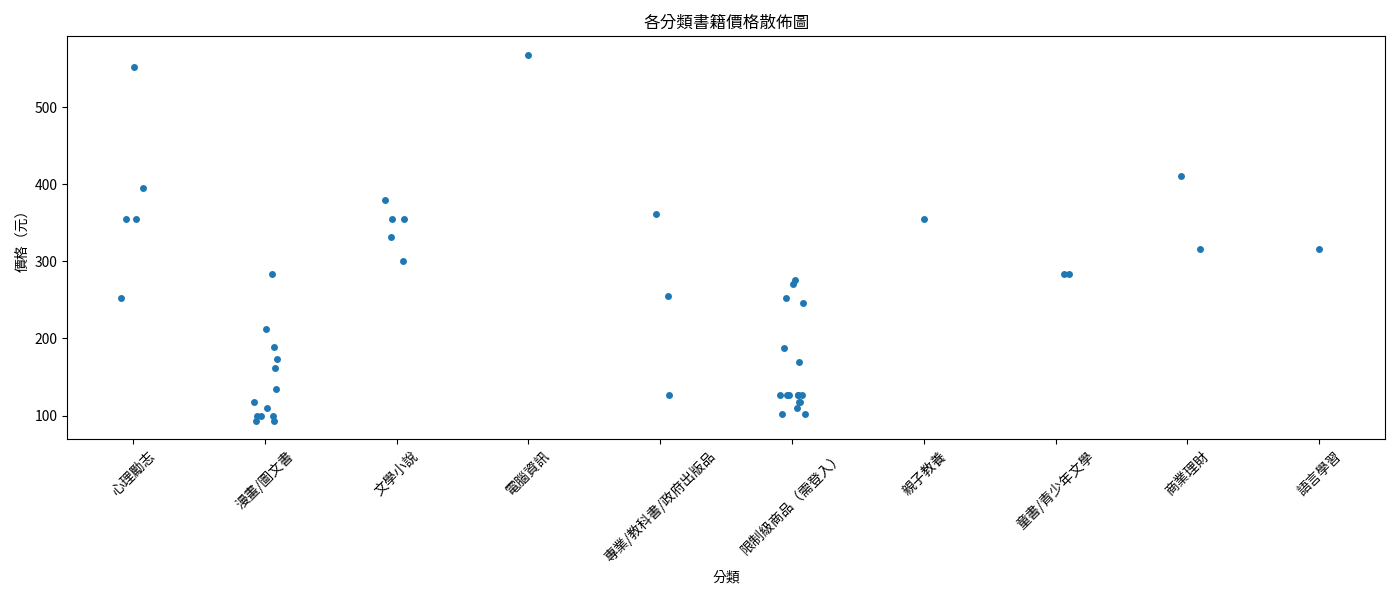 各分類書籍價格散佈圖
價格（元）
500
400
300
200
100
心理勵志
漫畫/圖文書
文學小說
電腦資訊
專業/教科書/政府出版品
限制級商品（需登入）
親子教養
童書/青少年文學
商業理財
語言學習
分類